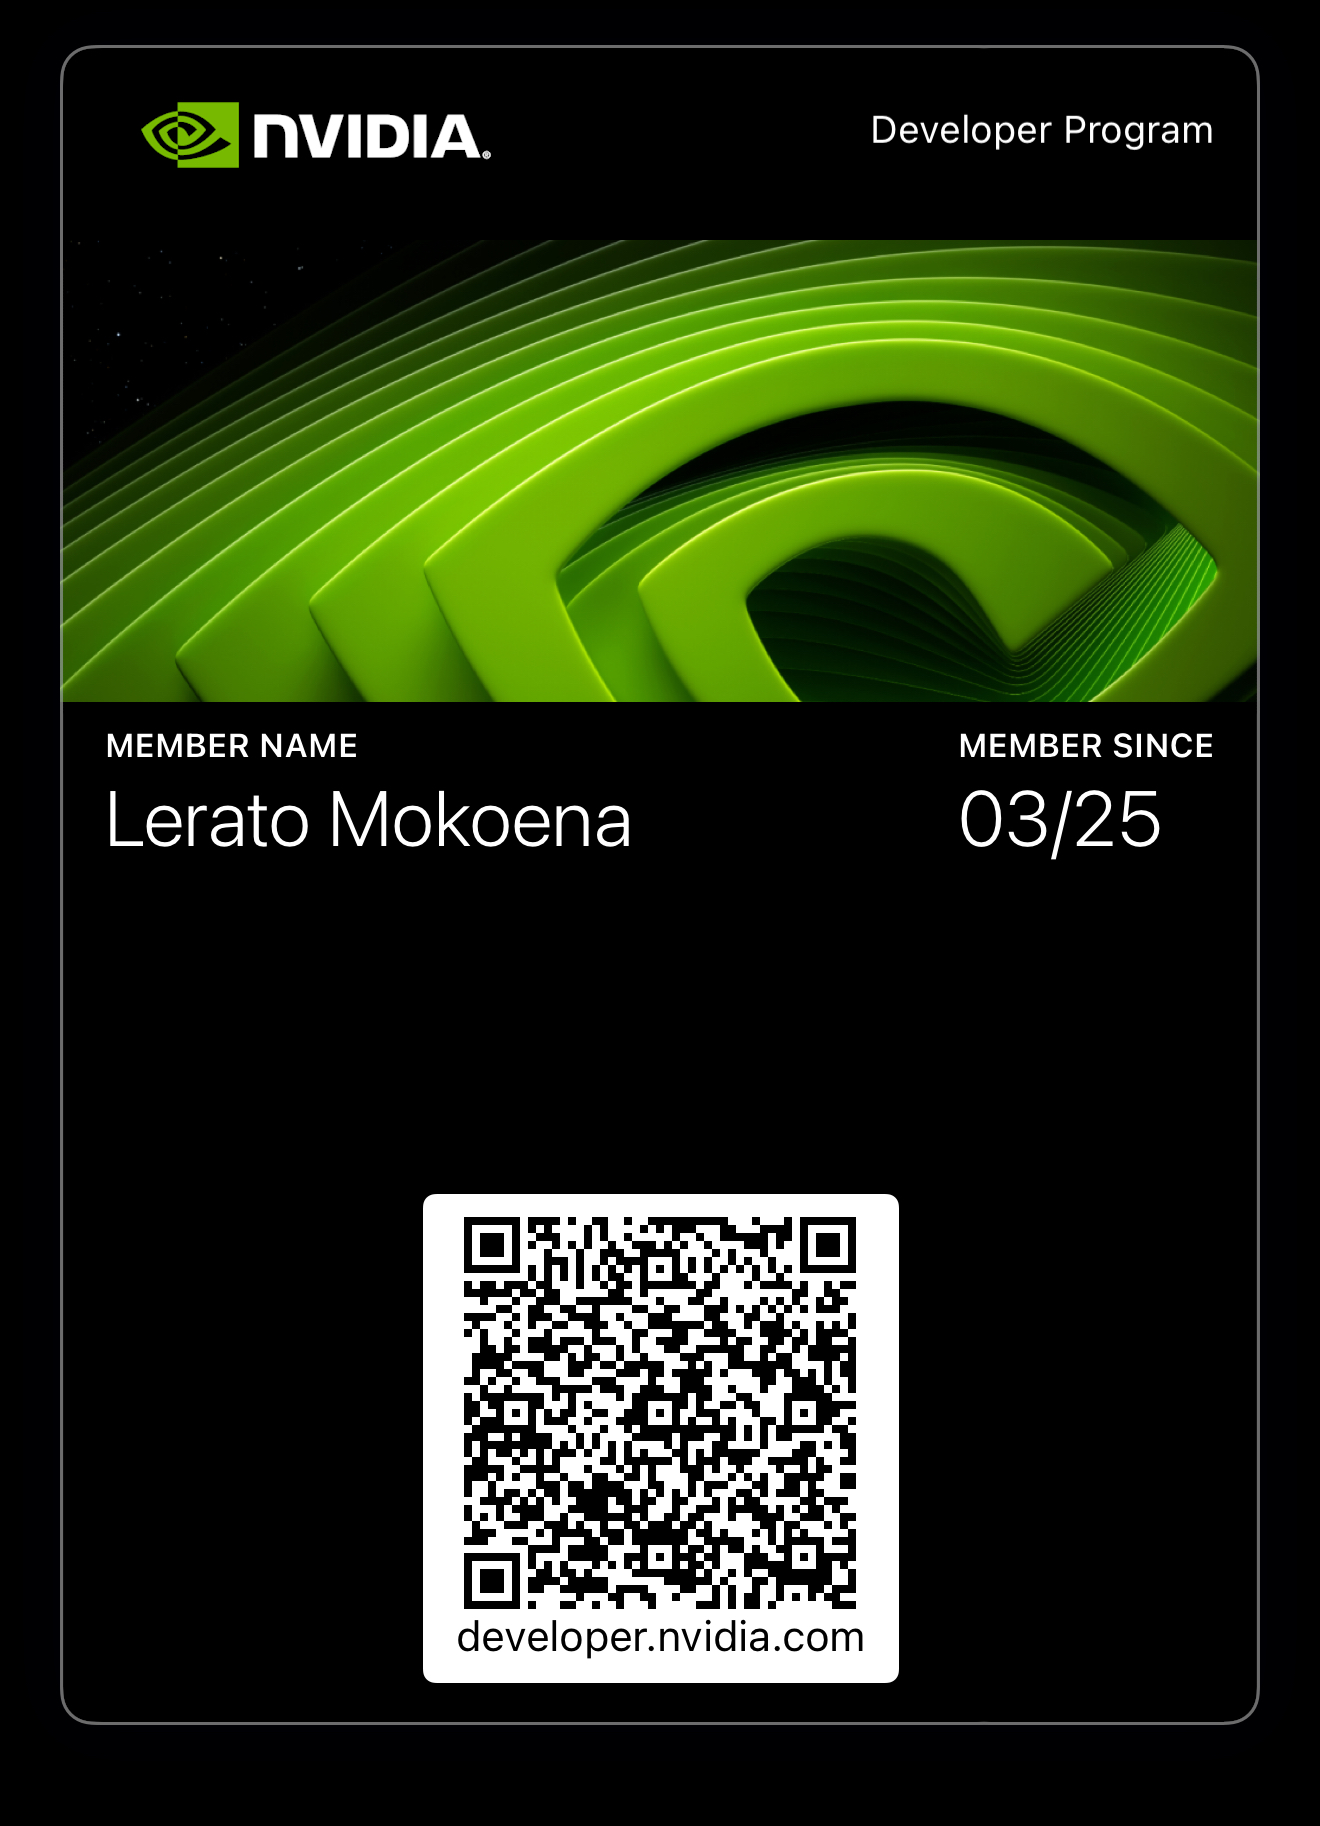 NVIDIA®
Developer Program
MEMBER NAME
MEMBER SINCE
Lerato Mokoena
03/25
developer.nvidia.com